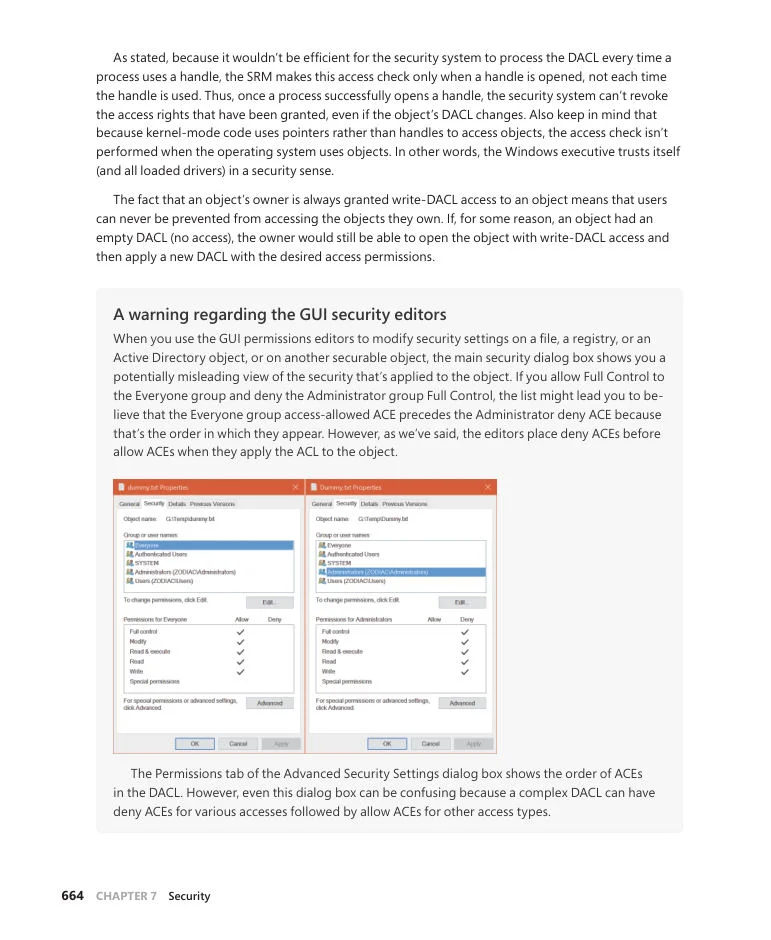 As stated, because it wouldn’t be efficient for the security system to process the DACL every time a
process uses a handle, the SRM makes this access check only when a handle is opened, not each time
the handle is used. Thus, once a process successfully opens a handle, the security system can’t revoke
the access rights that have been granted, even if the object’s DACL changes. Also keep in mind that
because kernel-mode code uses pointers rather than handles to access objects, the access check isn’t
performed when the operating system uses objects. In other words, the Windows executive trusts itself
(and all loaded drivers) in a security sense.
The fact that an object’s owner is always granted write-DACL access to an object means that users
can never be prevented from accessing the objects they own. If, for some reason, an object had an
empty DACL (no access), the owner would still be able to open the object with write-DACL access and
then apply a new DACL with the desired access permissions.
A warning regarding the GUI security editors
When you use the GUI permissions editors to modify security settings on a file, a registry, or an
Active Directory object, or on another securable object, the main security dialog box shows you a
potentially misleading view of the security that’s applied to the object. If you allow Full Control to
the Everyone group and deny the Administrator group Full Control, the list might lead you to be-
lieve that the Everyone group access-allowed ACE precedes the Administrator deny ACE because
that’s the order in which they appear. However, as we’ve said, the editors place deny ACEs before
allow ACEs when they apply the ACL to the object.
dummy.txt Properties
General Security Details Previous Versions
Object name: G:\Temp\dummy.txt
Group or user names:
Everyone
Authenticated Users
SYSTEM
Administrators (ZODIAC\Administrators)
Users (ZODIAC\Users)
To change permissions, click Edit.
Edit...
Permissions for Everyone Allow Deny
Full control
Modify
Read & execute
Read
Write
Special permissions
For special permissions or advanced settings,
click Advanced.
Advanced
OK Cancel Apply
Dummy.txt Properties
General Security Details Previous Versions
Object name: G:\Temp\Dummy.txt
Group or user names:
Everyone
Authenticated Users
SYSTEM
Administrators (ZODIAC\Administrators)
Users (ZODIAC\Users)
To change permissions, click Edit.
Edit...
Permissions for Administrators Allow Deny
Full control
Modify
Read & execute
Read
Write
Special permissions
For special permissions or advanced settings,
click Advanced.
Advanced
OK Cancel Apply
The Permissions tab of the Advanced Security Settings dialog box shows the order of ACEs
in the DACL. However, even this dialog box can be confusing because a complex DACL can have
deny ACEs for various accesses followed by allow ACEs for other access types.
664 CHAPTER 7 Security